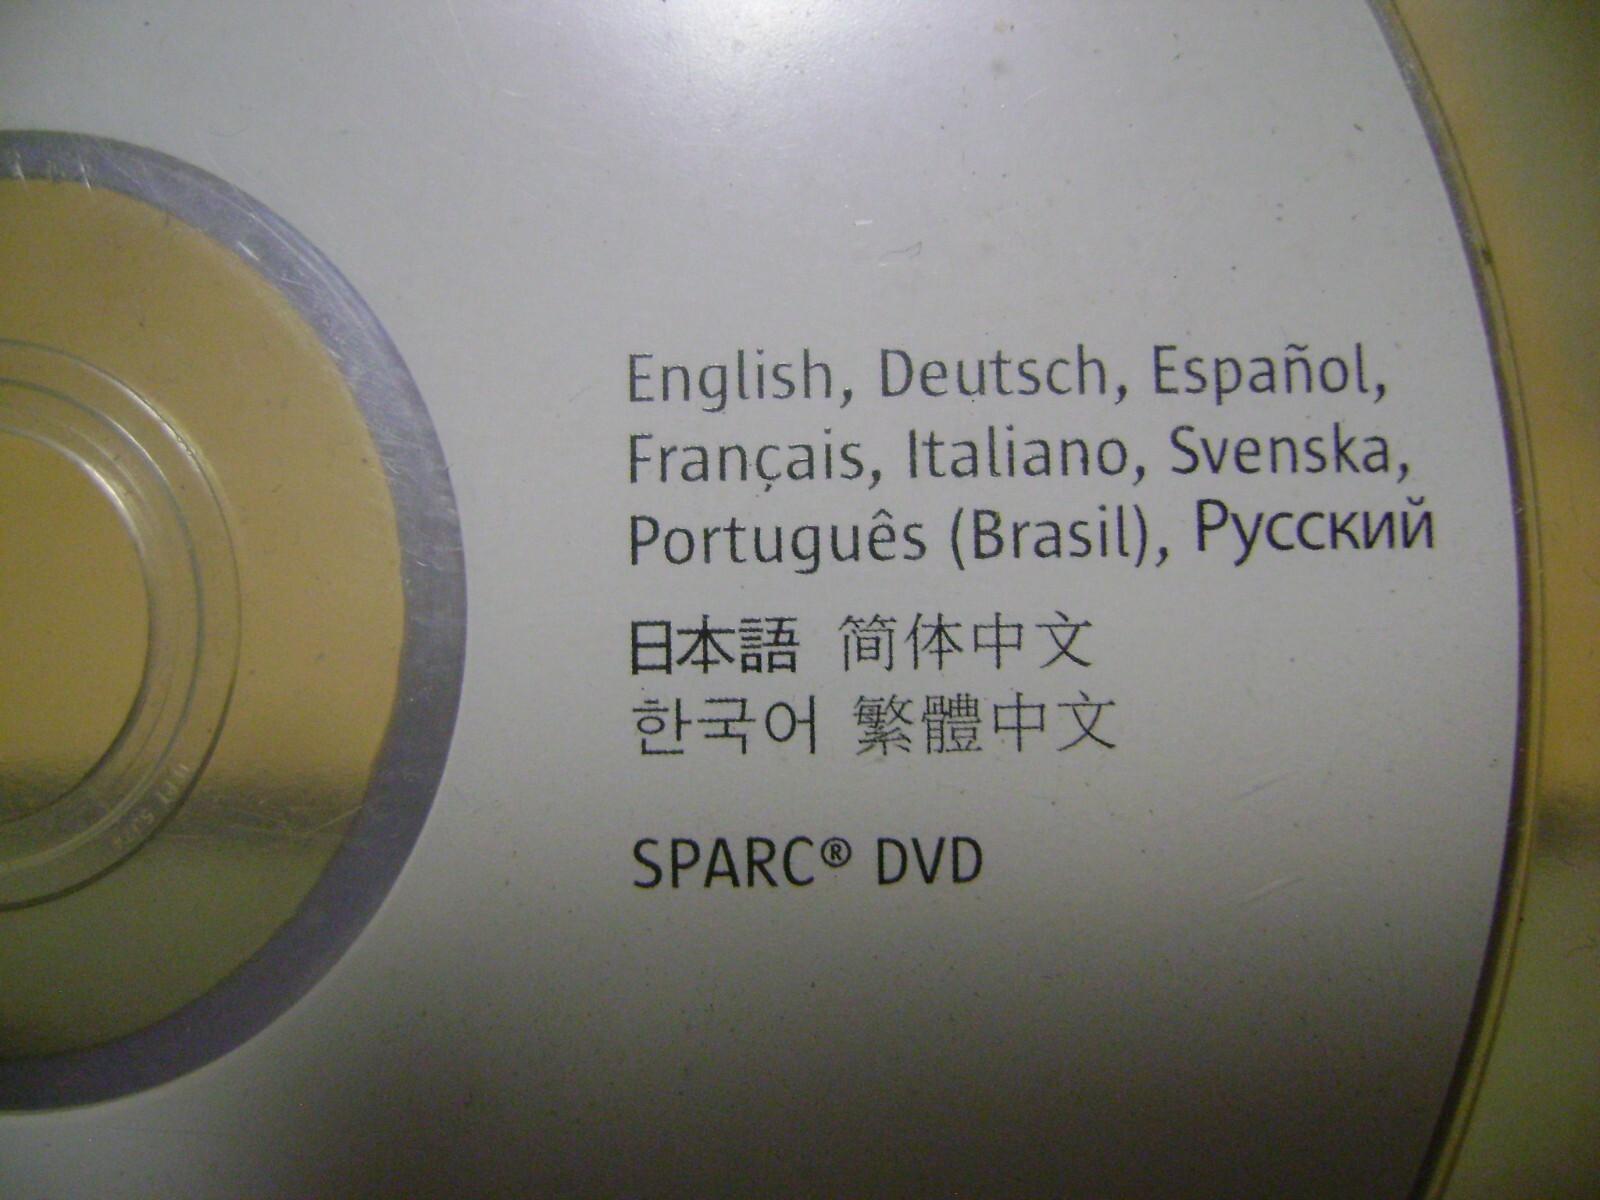 English, Deutsch, Español,
Français, Italiano, Svenska,
Português (Brasil), Русский
日本語 简体中文
한국어 繁體中文
SPARC® DVD